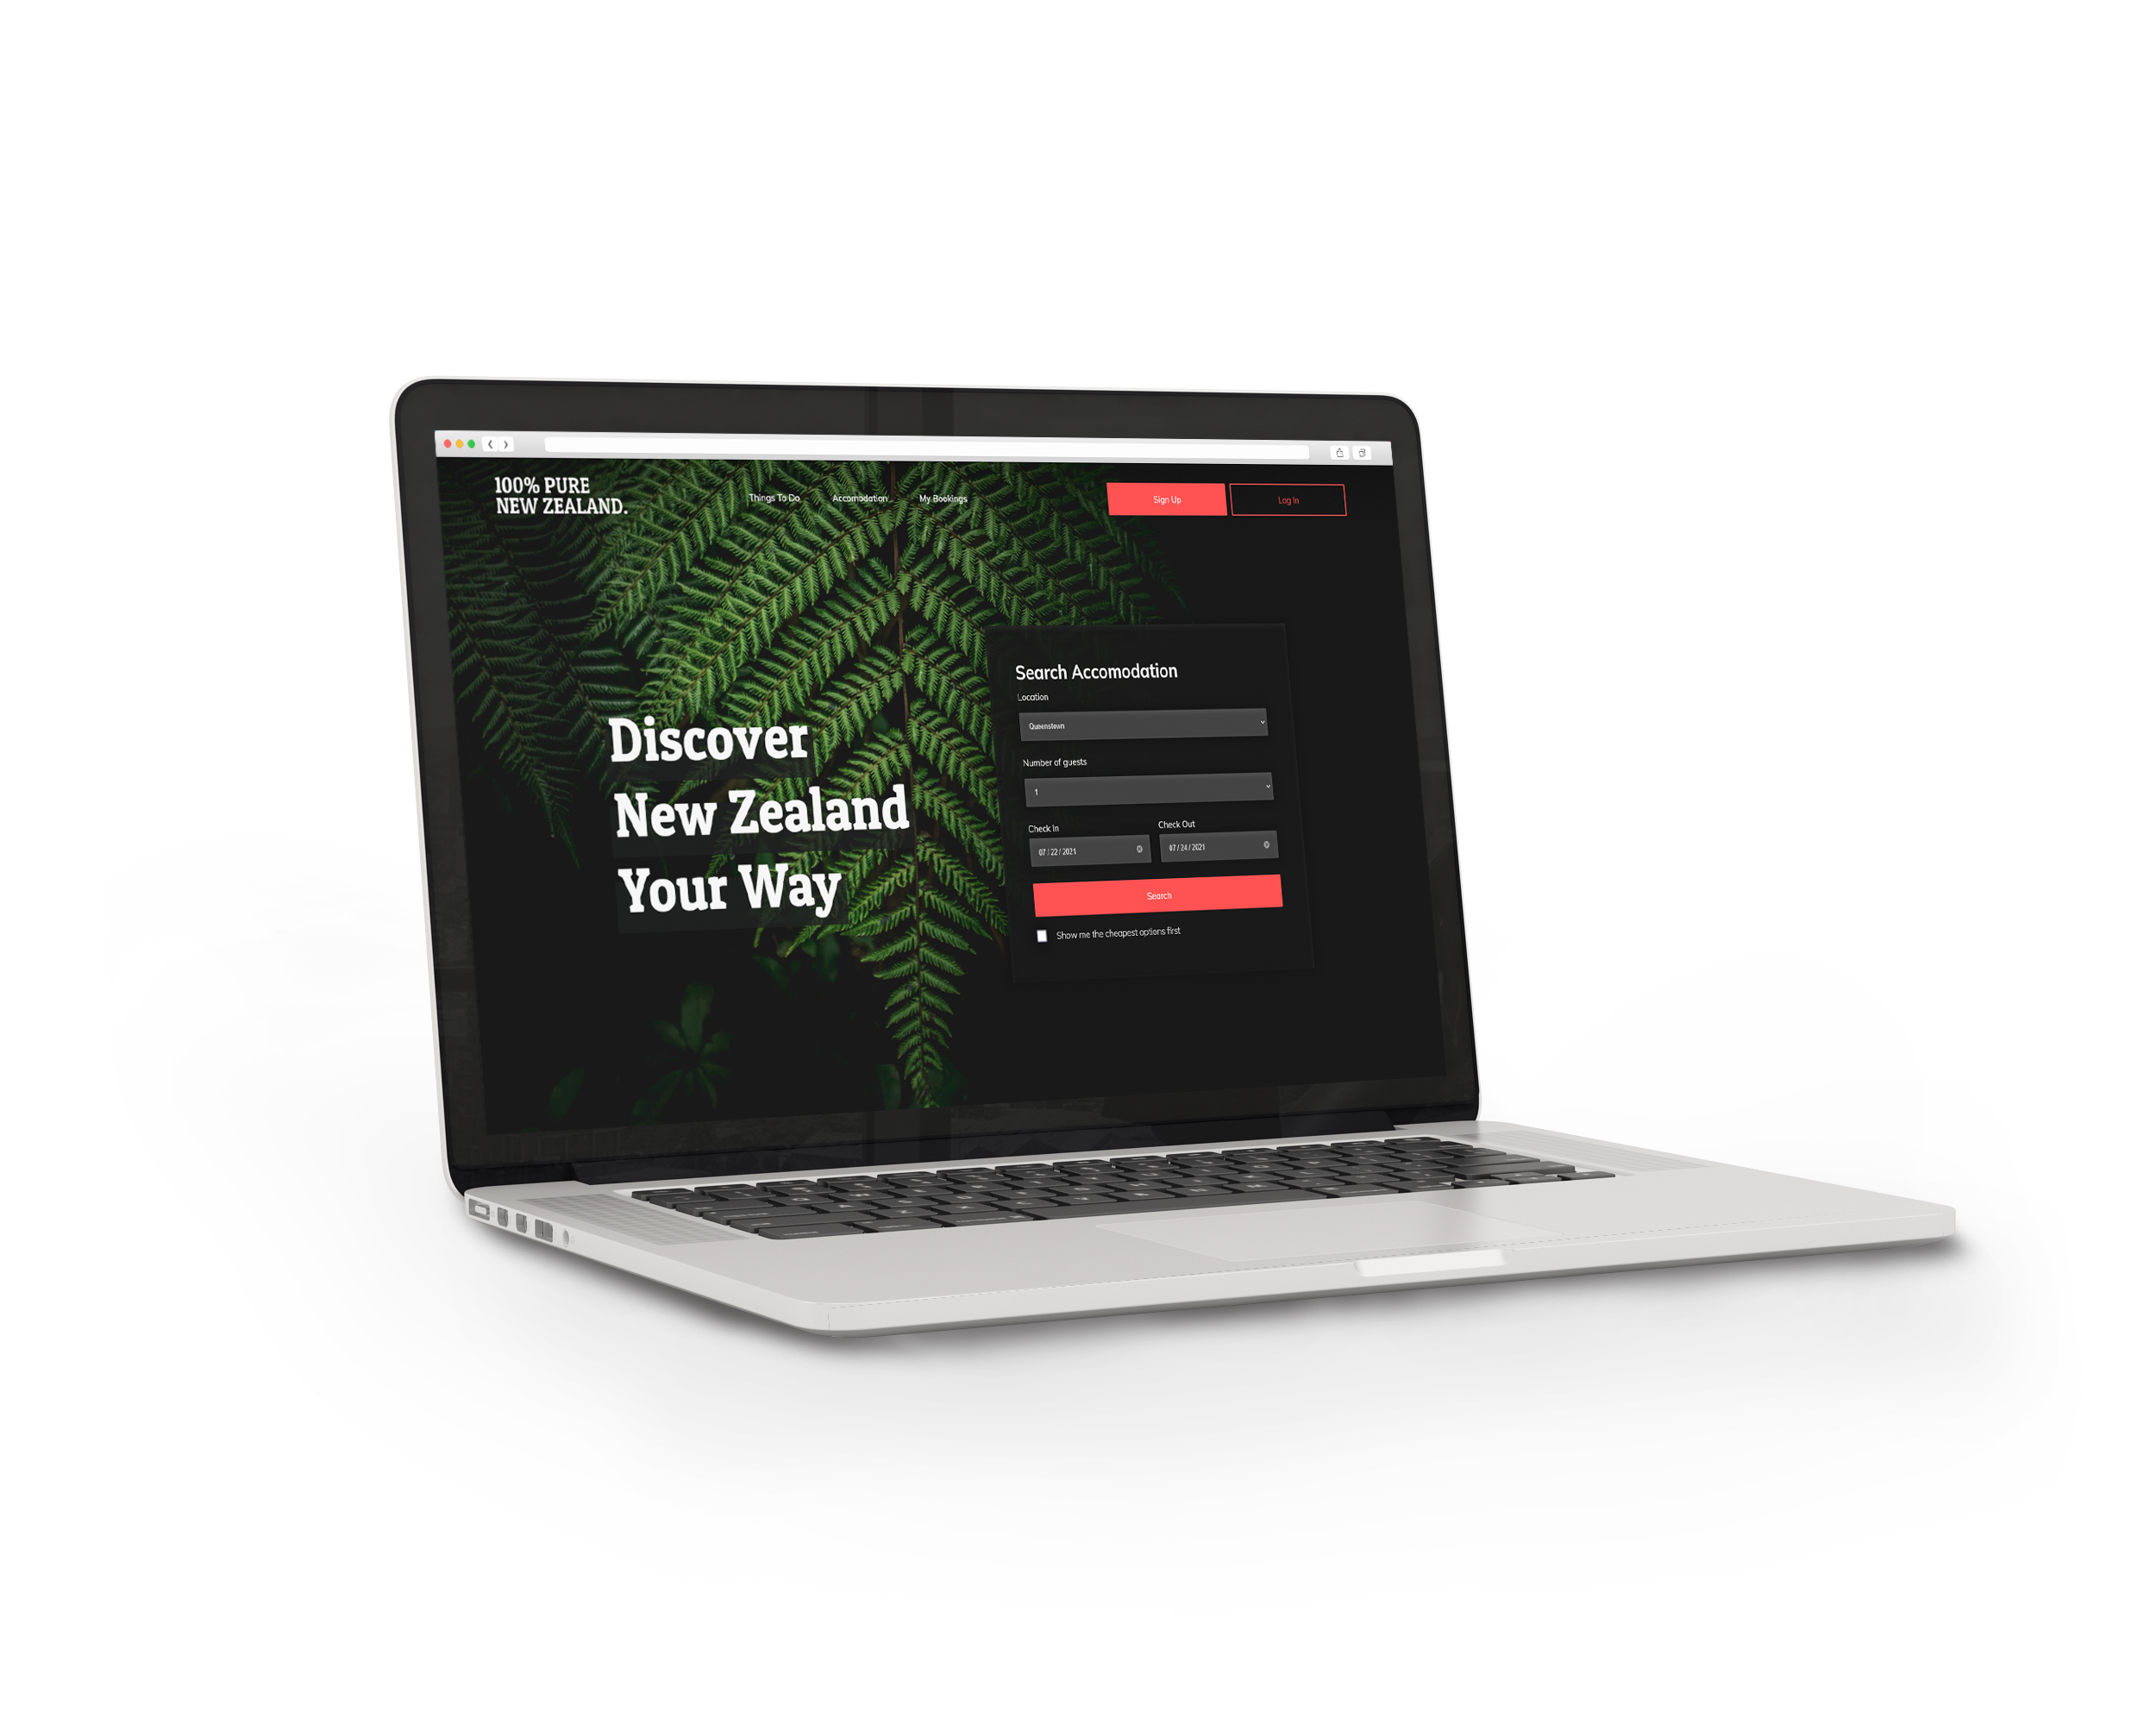 100% PURE
NEW ZEALAND.
Things To Do
Accomodation
My Bookings
Sign Up
Log In
Discover
New Zealand
Your Way
Search Accomodation
Location
Queenstown
Number of guests
1
Check In
Check Out
07 / 22 / 2021
07 / 24 / 2021
Search
Show me the cheapest options first